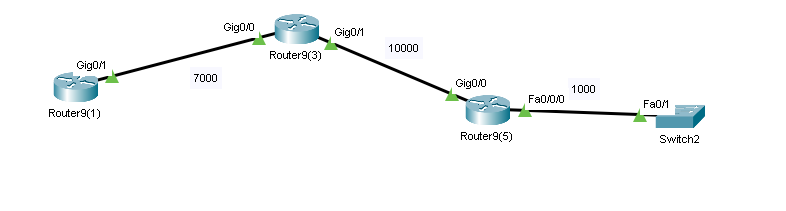 Gig0/0
Gig0/1
Router9(3)
10000
Gig0/1
7000
Router9(1)
Gig0/0
Fa0/0/0
1000
Fa0/1
Router9(5)
Switch2